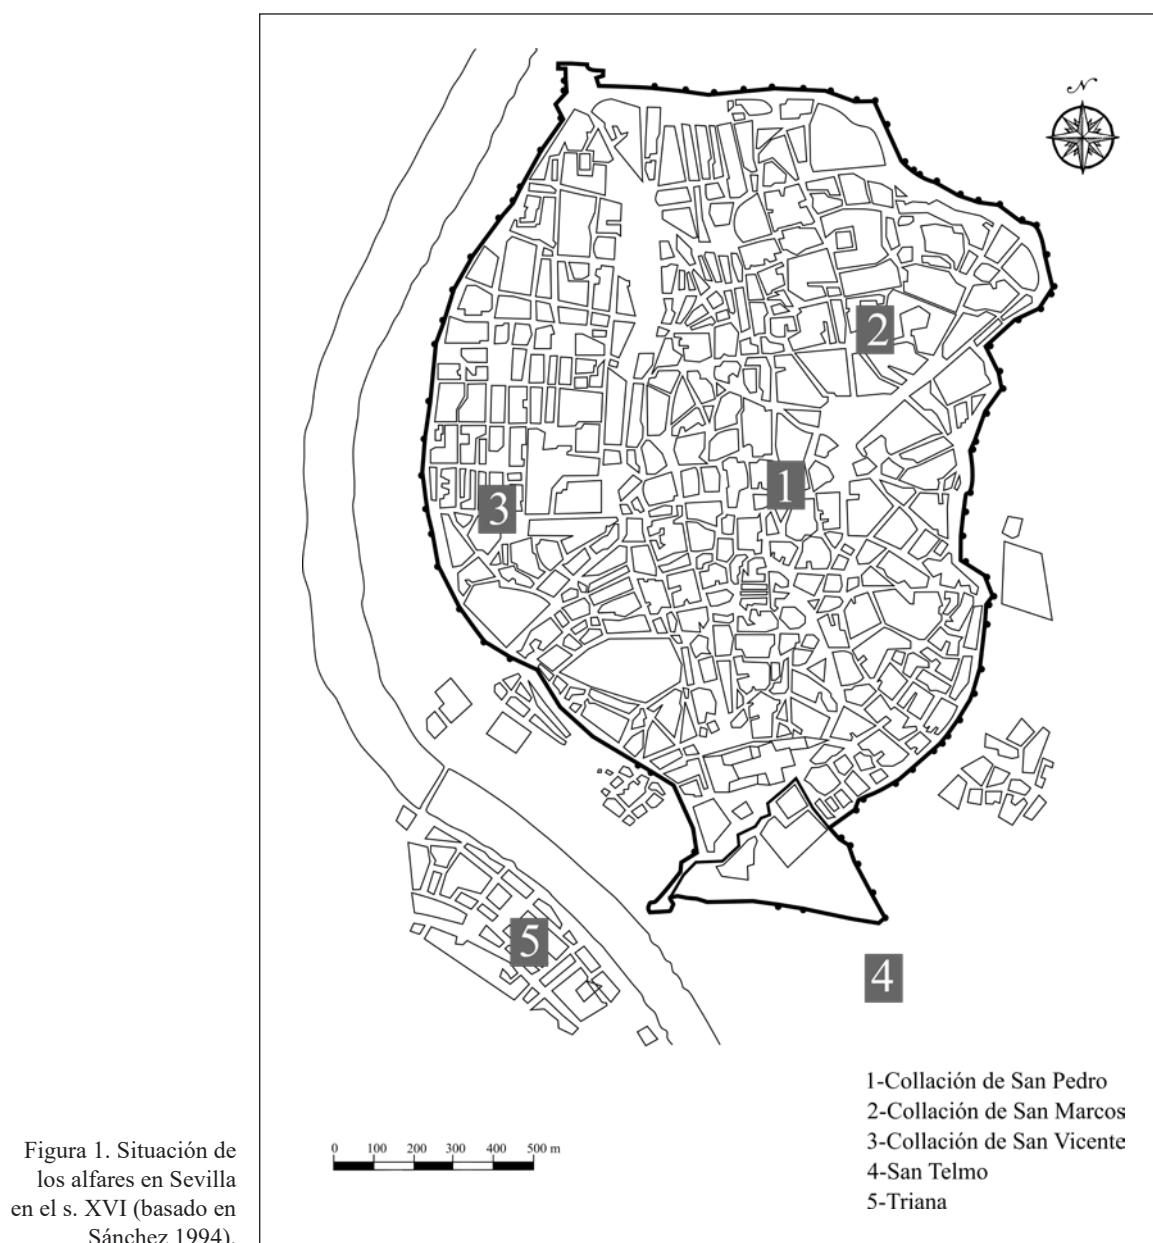 N
2
1
3
5
4
1-Collación de San Pedro
2-Collación de San Marcos
3-Collación de San Vicente
4-San Telmo
5-Triana
0 100 200 300 400 500 m
Figura 1. Situación de
los alfares en Sevilla
en el s. XVI (basado en
Sánchez 1994).